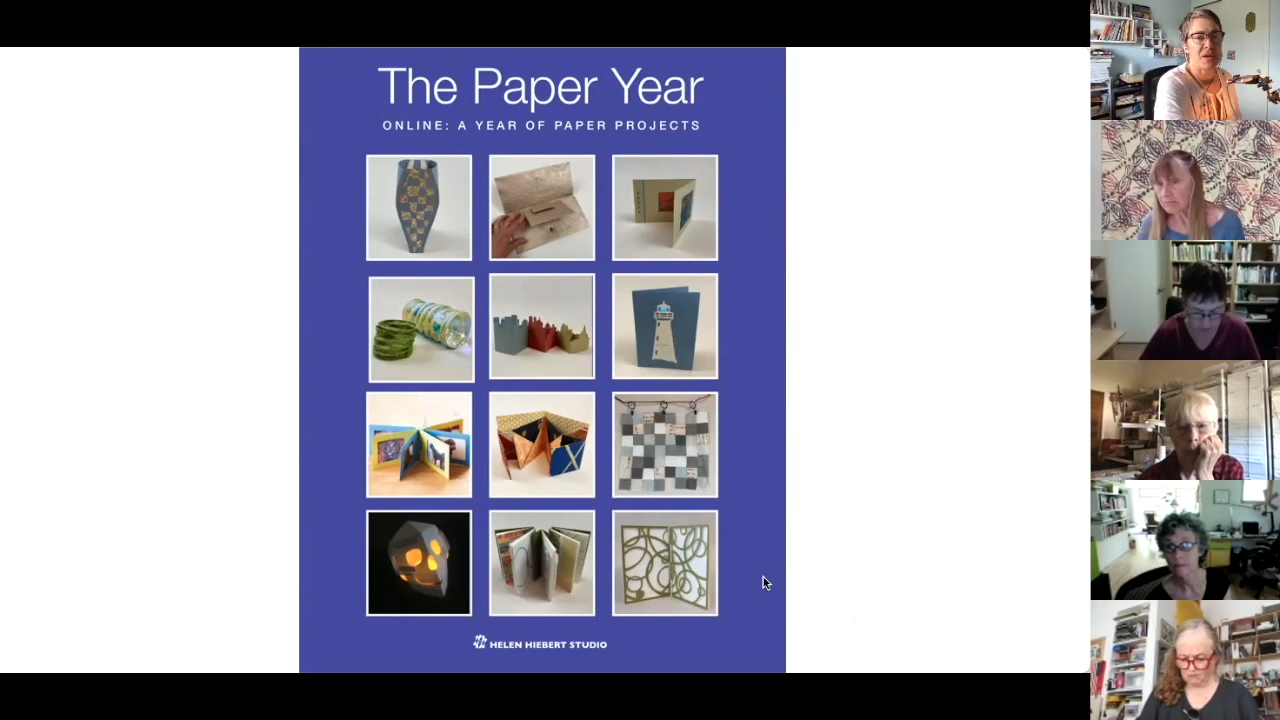 The Paper Year
ONLINE: A YEAR OF PAPER PROJECTS
HELEN HIEBERT STUDIO